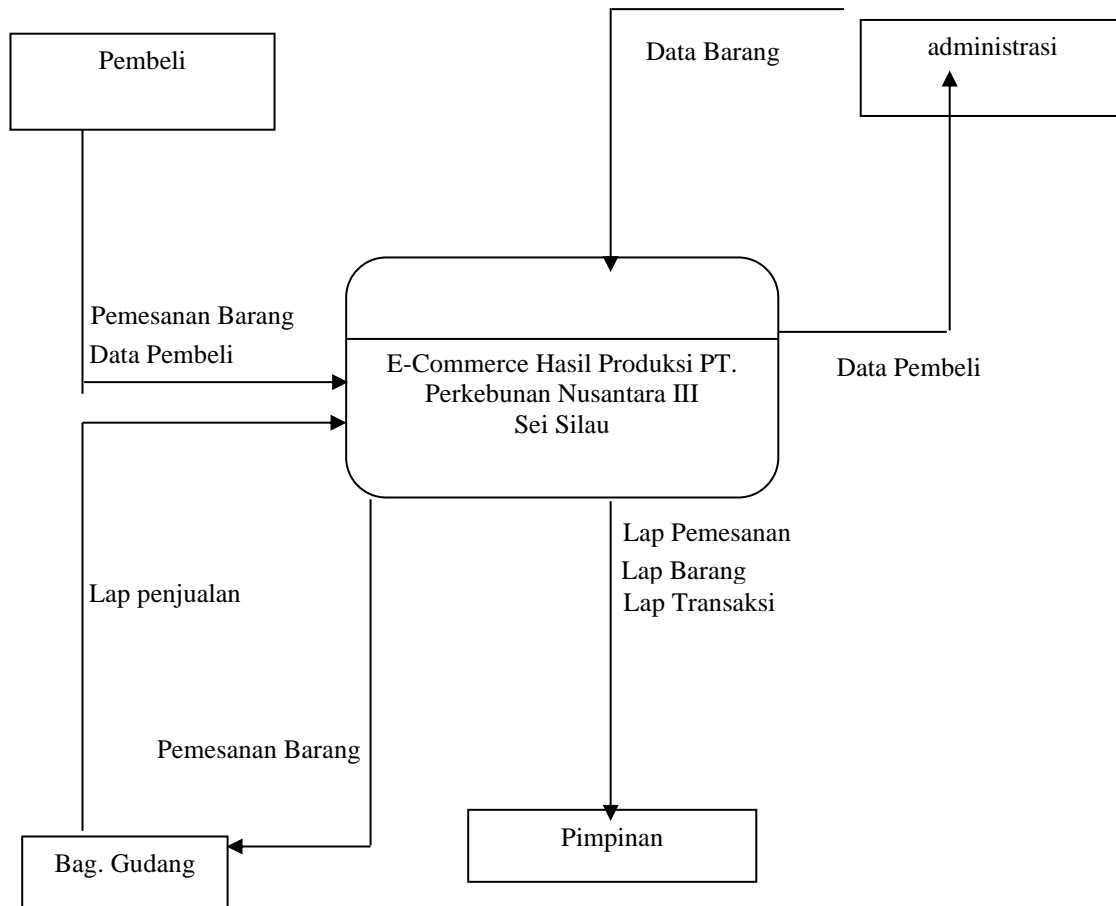 Pembeli
Data Barang
administrasi
Pemesanan Barang
Data Pembeli
E-Commerce Hasil Produksi PT.
Perkebunan Nusantara III
Sei Silau
Data Pembeli
Lap penjualan
Lap Pemesanan
Lap Barang
Lap Transaksi
Pemesanan Barang
Bag. Gudang
Pimpinan